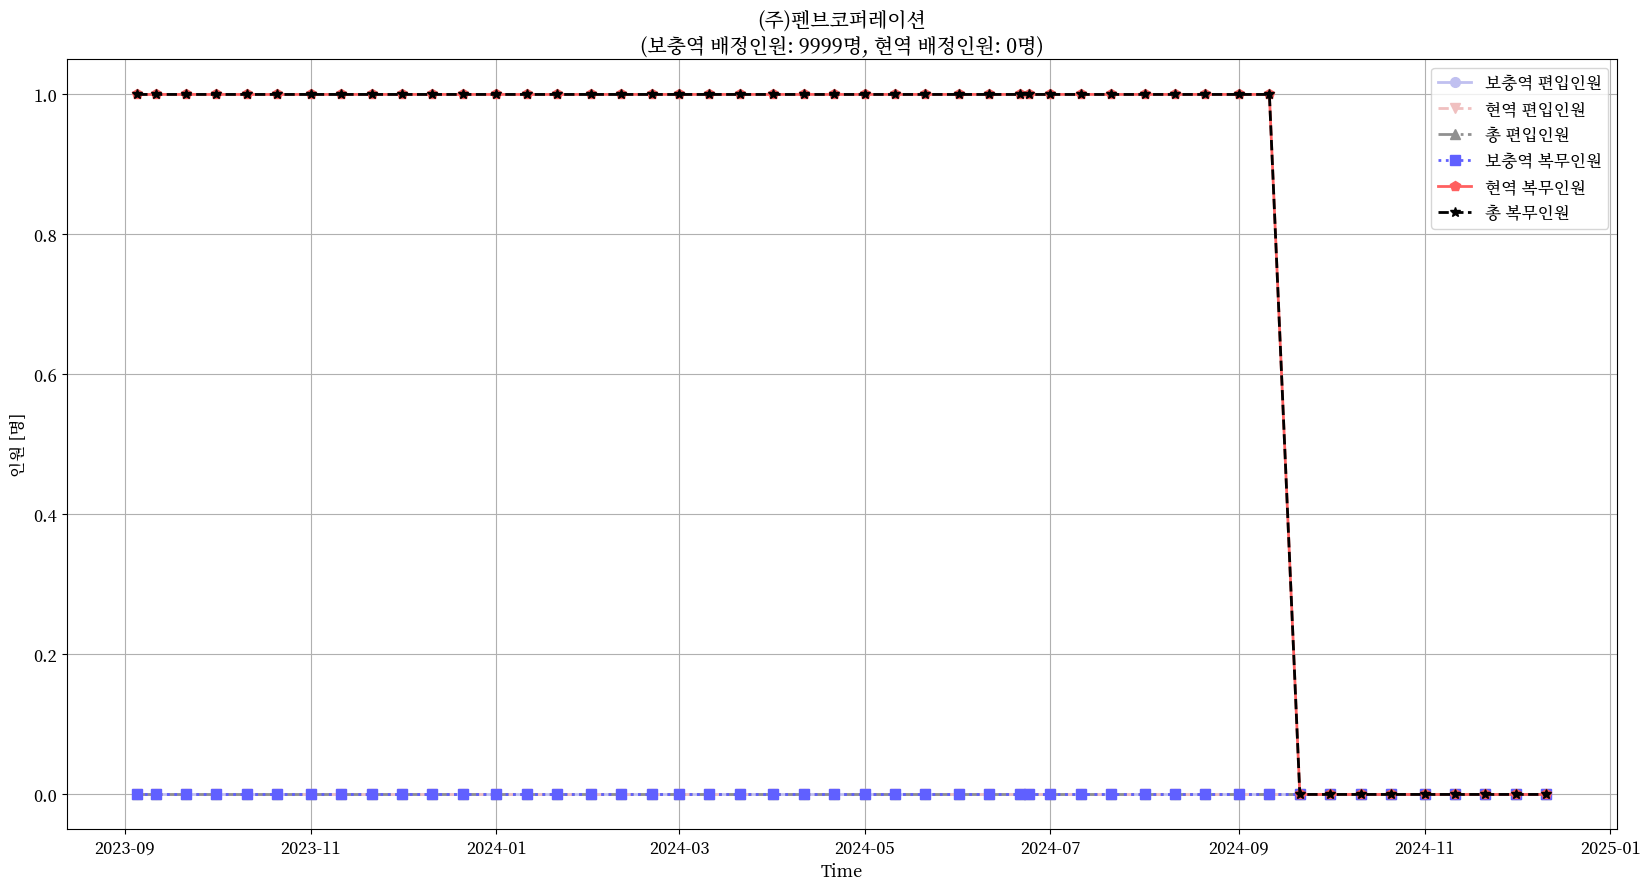 (주)펜브코퍼레이션
(보충역 배정인원: 9999명, 현역 배정인원: 0명)
보충역 편입인원
현역 편입인원
총 편입인원
보충역 복무인원
현역 복무인원
총 복무인원
1.0
0.8
0.6
0.4
0.2
0.0
인원 [명]
2023-09
2023-11
2024-01
2024-03
2024-05
2024-07
2024-09
2024-11
2025-01
Time